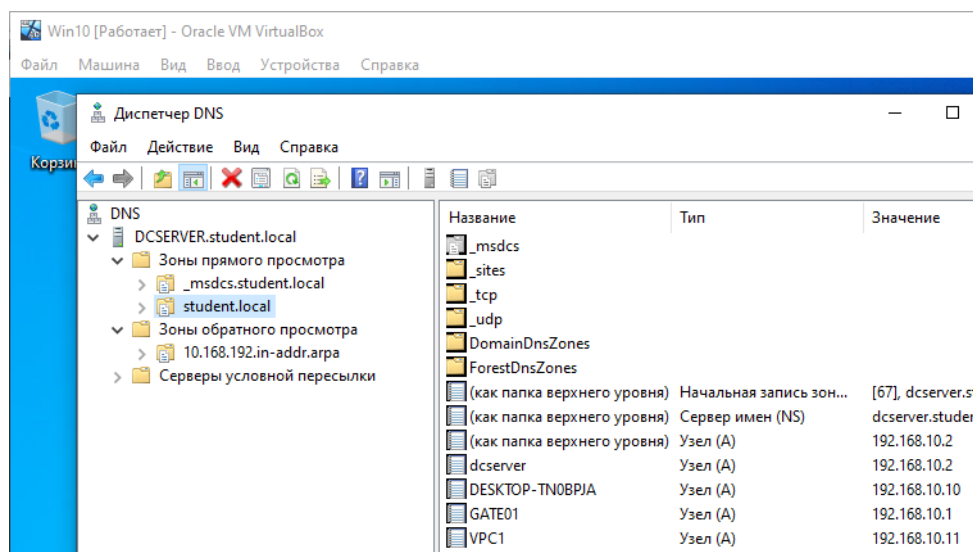 Win10 [Работает] - Oracle VM VirtualBox
Файл Машина Вид Ввод Устройства Справка
Диспетчер DNS
Файл Действие Вид Справка
Корзи
DNS
DCSERVER.student.local
Зоны прямого просмотра
_msdcs.student.local
student.local
Зоны обратного просмотра
10.168.192.in-addr.arpa
Серверы условной пересылки
Название Тип Значение
_msdcs
_sites
_tcp
_udp
DomainDnsZones
ForestDnsZones
(как папка верхнего уровня) Начальная запись зон... [67], dcserver.s
(как папка верхнего уровня) Сервер имен (NS) dcserver.studen
(как папка верхнего уровня) Узел (A) 192.168.10.2
dcserver Узел (A) 192.168.10.2
DESKTOP-TN0BPJA Узел (A) 192.168.10.10
GATE01 Узел (A) 192.168.10.1
VPC1 Узел (A) 192.168.10.11